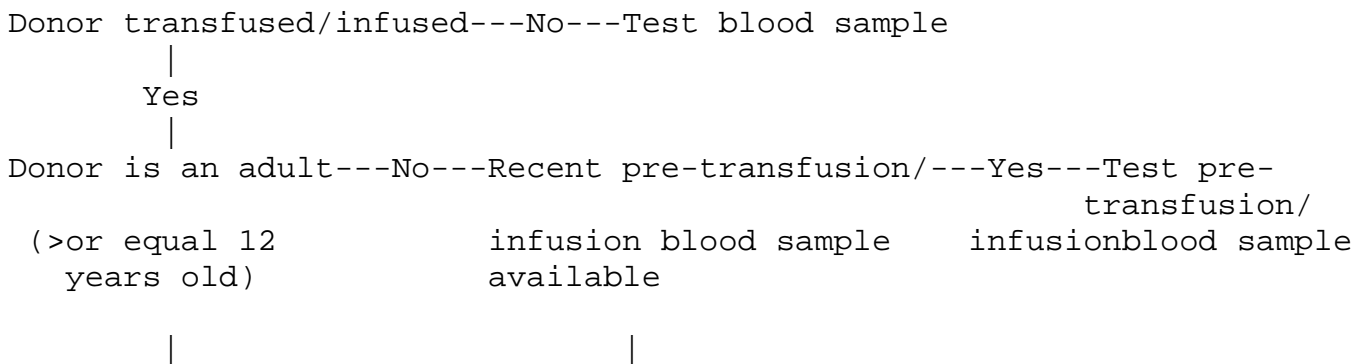 Donor transfused/infused---No---Test blood sample
|
Yes
|
Donor is an adult---No---Recent pre-transfusion/---Yes---Test pre-
transfusion/
(>or equal 12 infusion blood sample infusionblood sample
years old) available
| |